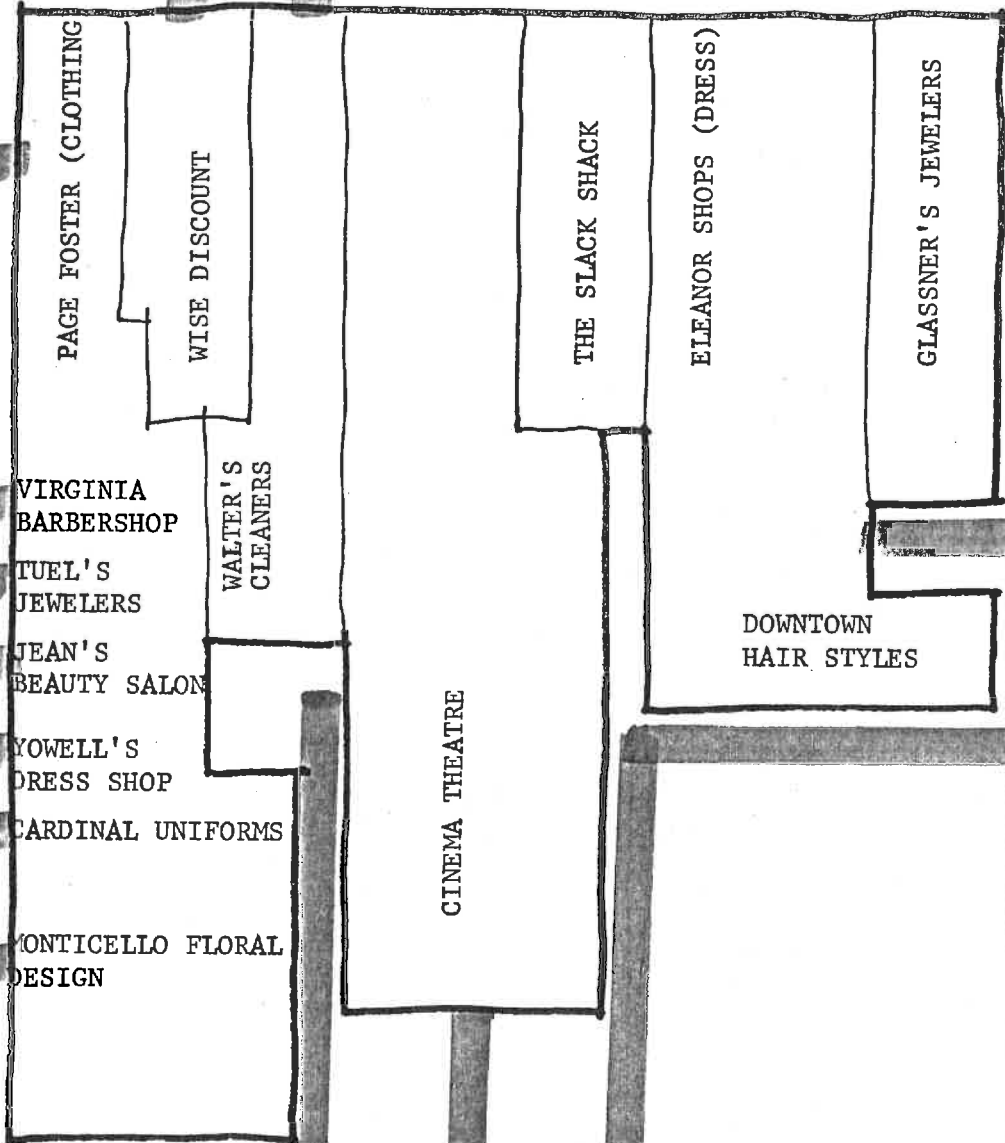 PAGE FOSTER (CLOTHING
WISE DISCOUNT
THE SLACK SHACK
ELEANOR SHOPS (DRESS)
GLASSNER'S JEWELERS
VIRGINIA
BARBERSHOP
WALTER'S
CLEANERS
TUEL'S
JEWELERS
JEAN'S
BEAUTY SALON
DOWNTOWN
HAIR STYLES
YOWELL'S
DRESS SHOP
CARDINAL UNIFORMS
CINEMA THEATRE
MONTICELLO FLORAL
DESIGN